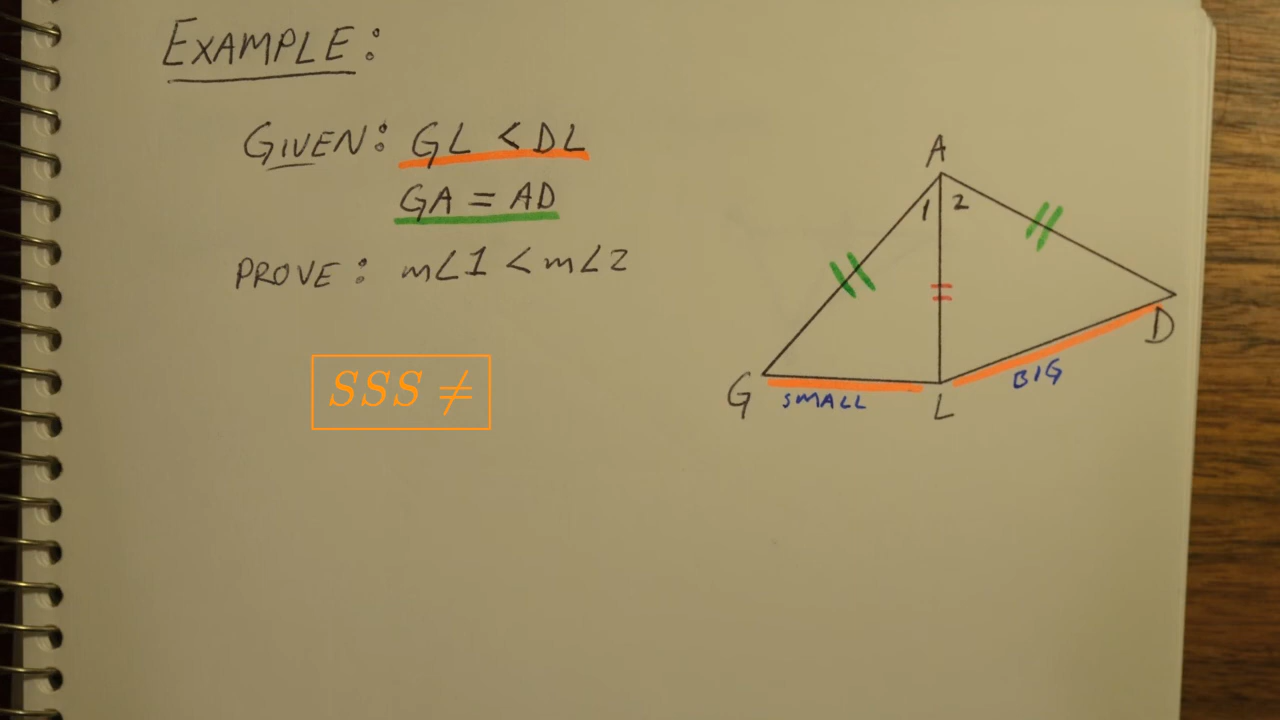 EXAMPLE:
GIVEN: GL < DL
GA = AD
PROVE: m∠1 < m∠2
SSS ≠
A
1 2
G
SMALL
L
BIG
D